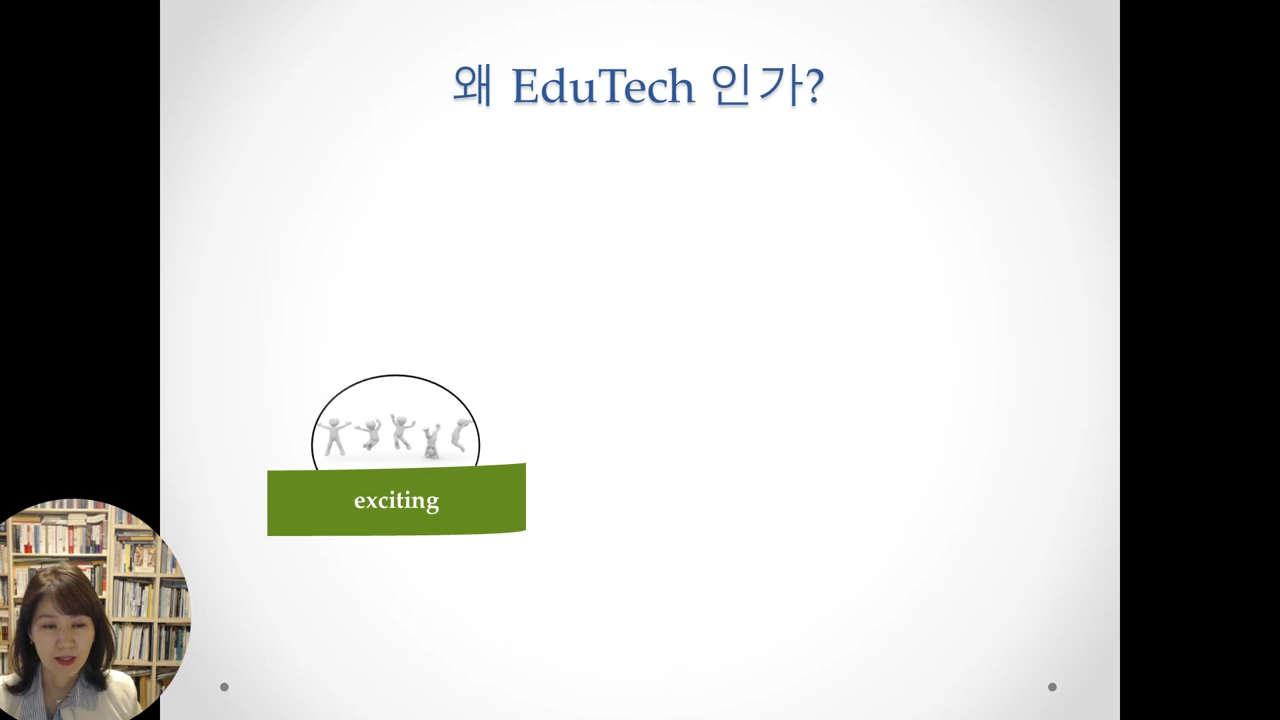 왜 EduTech 인가?
exciting